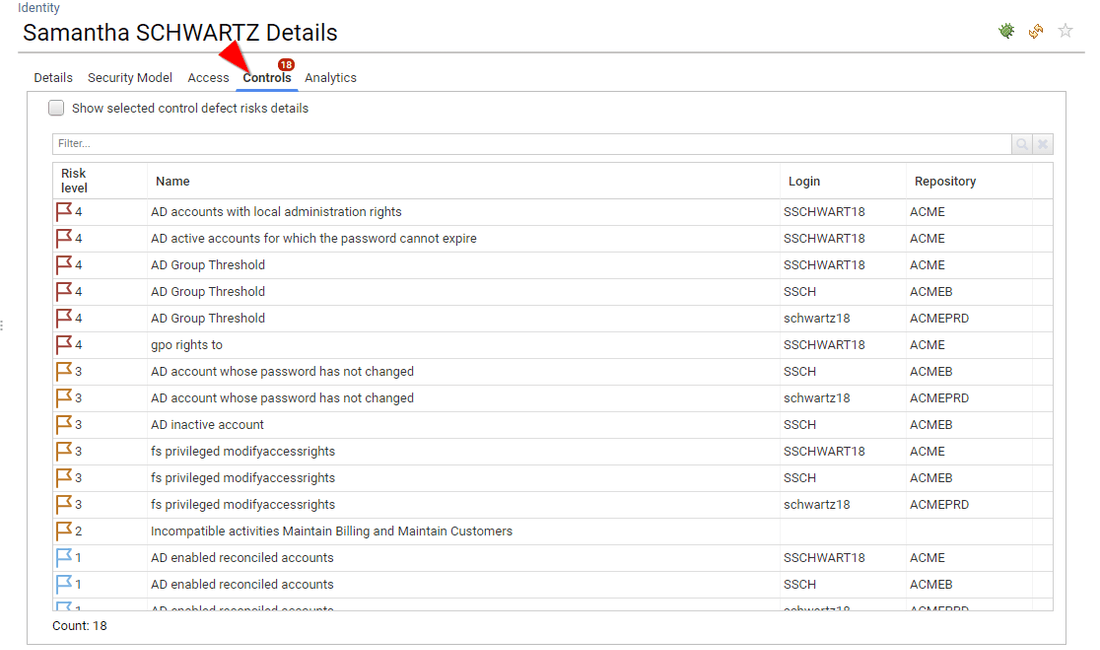 Identity
Samantha SCHWARTZ Details
18
Details Security Model Access Controls Analytics
Show selected control defect risks details
Filter...
Risk level Name Login Repository
4 AD accounts with local administration rights SSCHWART18 ACME
4 AD active accounts for which the password cannot expire SSCHWART18 ACME
4 AD Group Threshold SSCHWART18 ACME
4 AD Group Threshold SSCH ACMEB
4 AD Group Threshold schwartz18 ACMEPRD
4 gpo rights to SSCHWART18 ACME
3 AD account whose password has not changed SSCH ACMEB
3 AD account whose password has not changed schwartz18 ACMEPRD
3 AD inactive account SSCH ACMEB
3 fs privileged modifyaccessrights SSCHWART18 ACME
3 fs privileged modifyaccessrights SSCH ACMEB
3 fs privileged modifyaccessrights schwartz18 ACMEPRD
2 Incompatible activities Maintain Billing and Maintain Customers
1 AD enabled reconciled accounts SSCHWART18 ACME
1 AD enabled reconciled accounts SSCH ACMEB
1 AD enabled reconciled accounts schwartz18 ACMEPRD
Count: 18